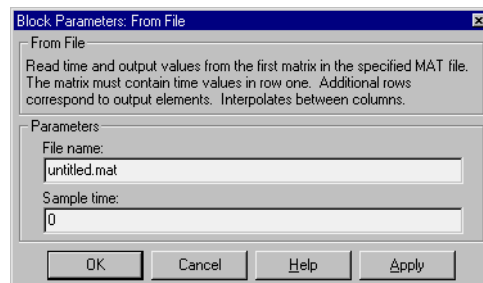 Block Parameters: From File
From File
Read time and output values from the first matrix in the specified MAT file.
The matrix must contain time values in row one. Additional rows
correspond to output elements. Interpolates between columns.
Parameters
File name:
untitled.mat
Sample time:
0
OK Cancel Help Apply